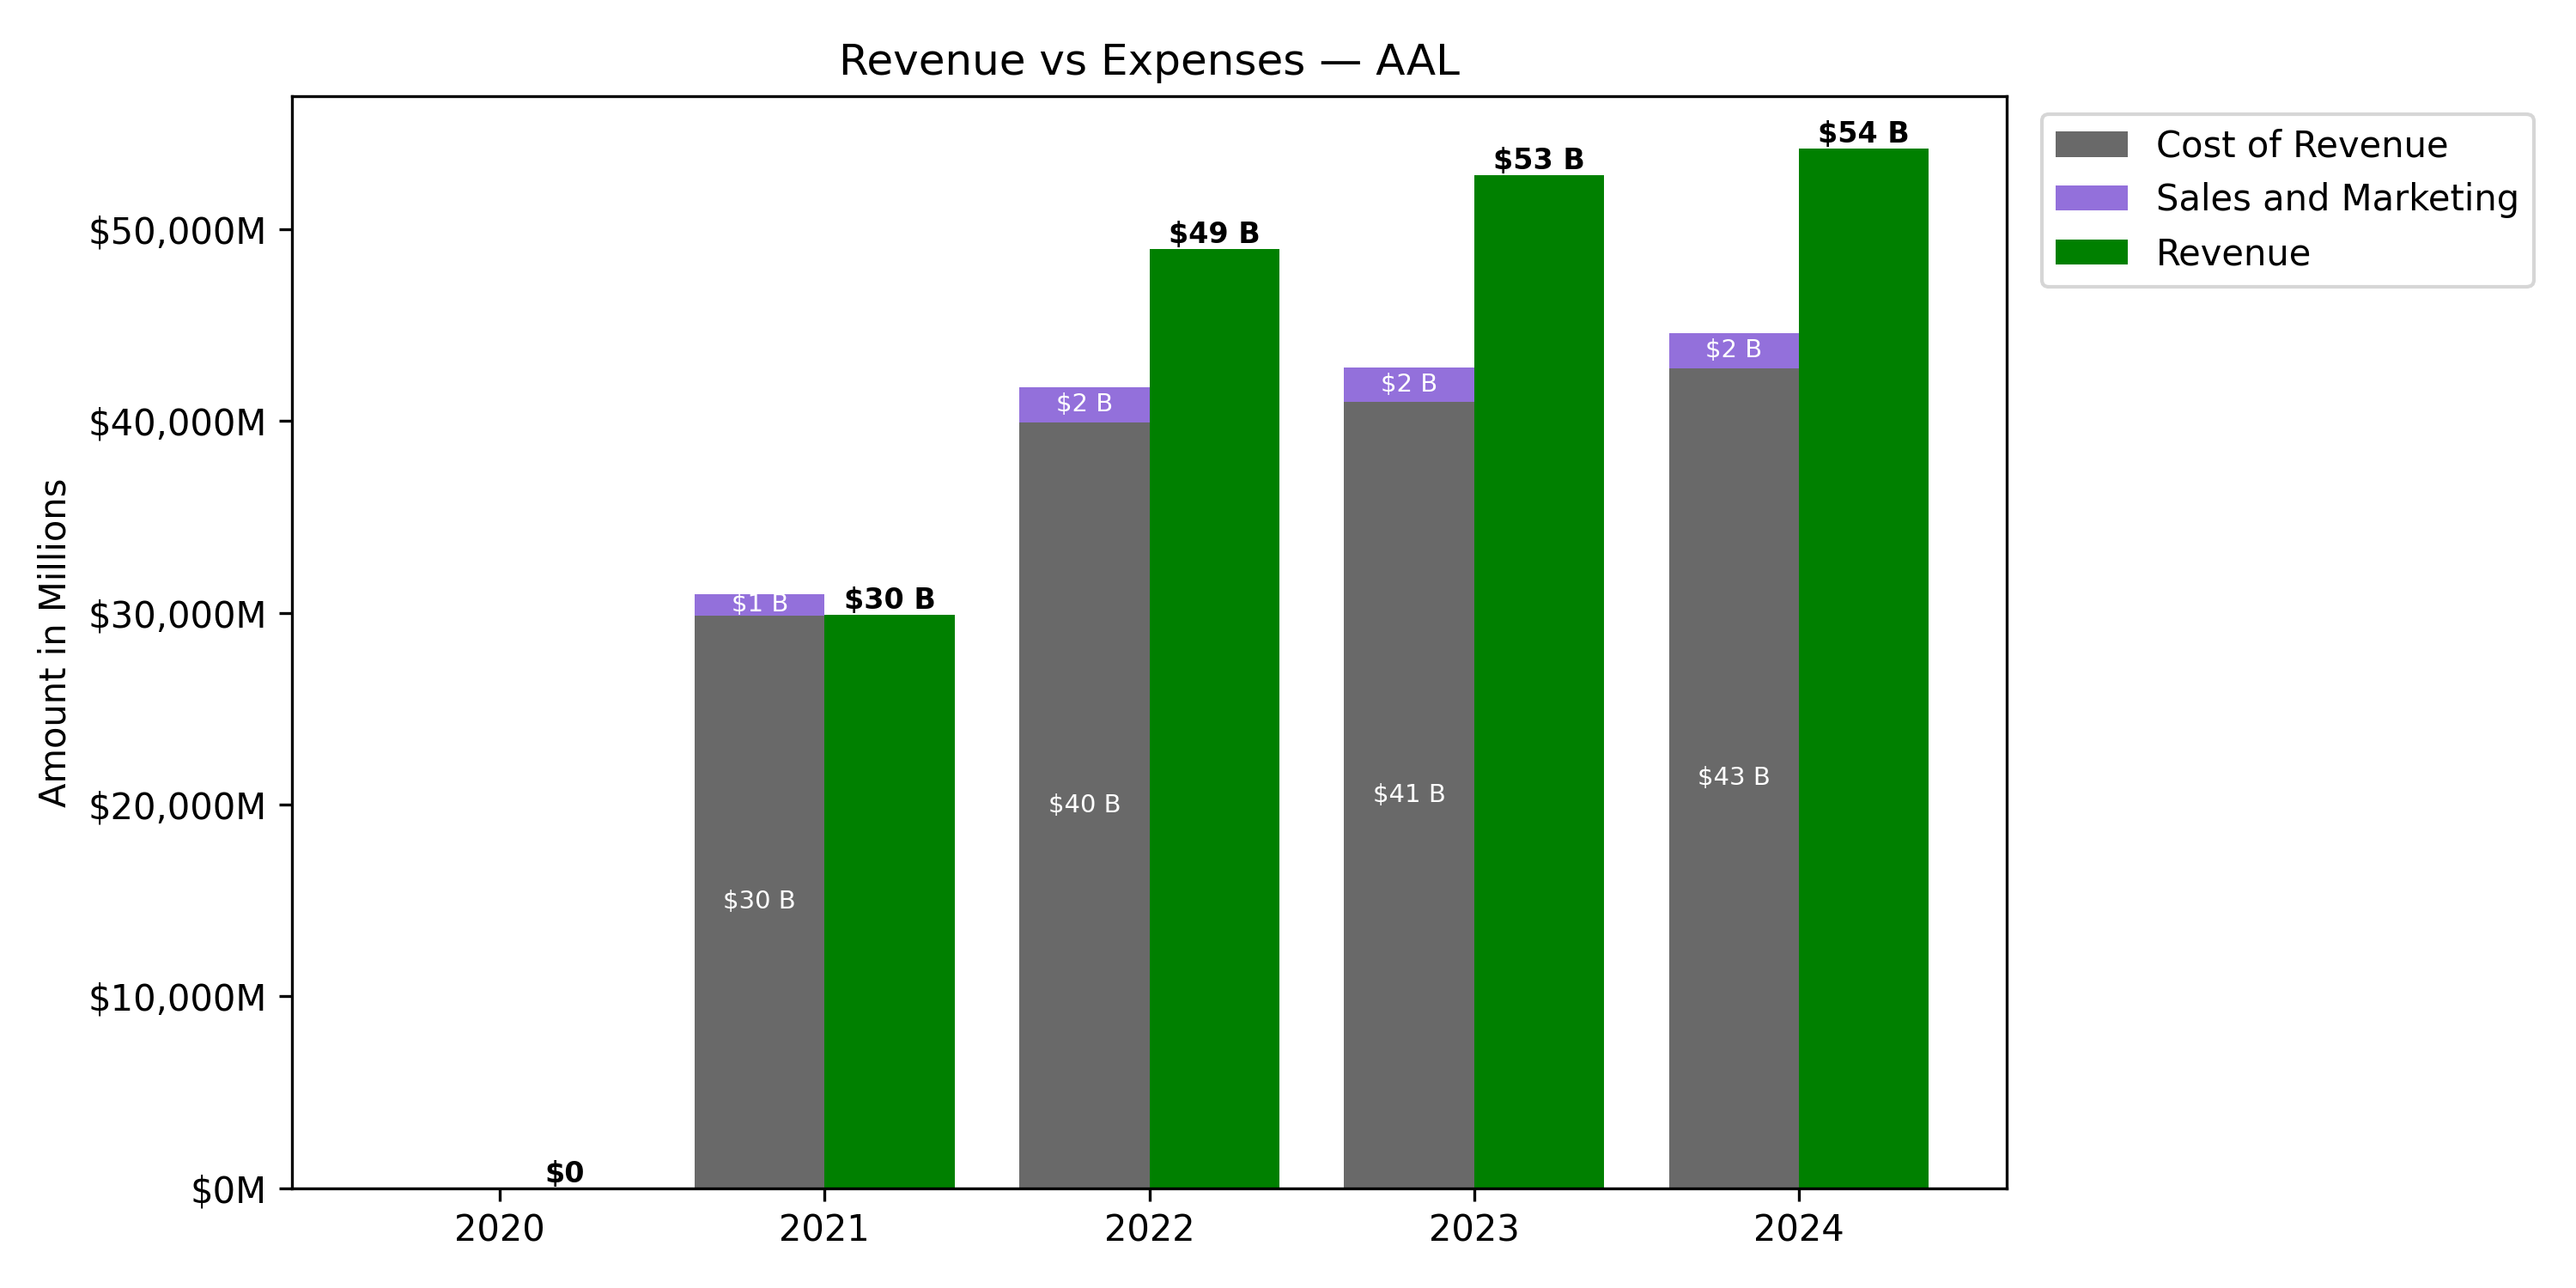 Revenue vs Expenses — AAL
Cost of Revenue
Sales and Marketing
Revenue
Amount in Millions
$50,000M
$40,000M
$30,000M
$20,000M
$10,000M
$0M
$0
$1 B
$30 B
$30 B
$2 B
$49 B
$40 B
$2 B
$53 B
$41 B
$2 B
$54 B
$43 B
2020 2021 2022 2023 2024